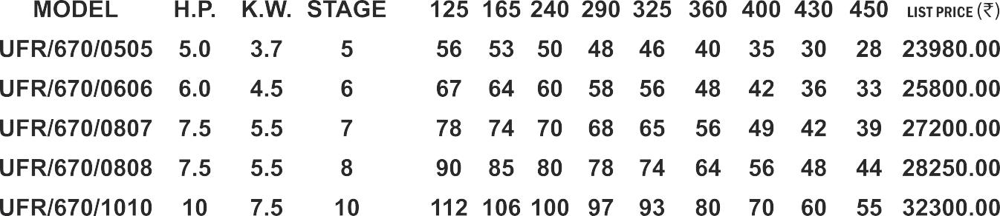 MODEL H.P. K.W. STAGE 125 165 240 290 325 360 400 430 450 LIST PRICE (₹)
UFR/670/0505 5.0 3.7 5 56 53 50 48 46 40 35 30 28 23980.00
UFR/670/0606 6.0 4.5 6 67 64 60 58 56 48 42 36 33 25800.00
UFR/670/0807 7.5 5.5 7 78 74 70 68 65 56 49 42 39 27200.00
UFR/670/0808 7.5 5.5 8 90 85 80 78 74 64 56 48 44 28250.00
UFR/670/1010 10 7.5 10 112 106 100 97 93 80 70 60 55 32300.00